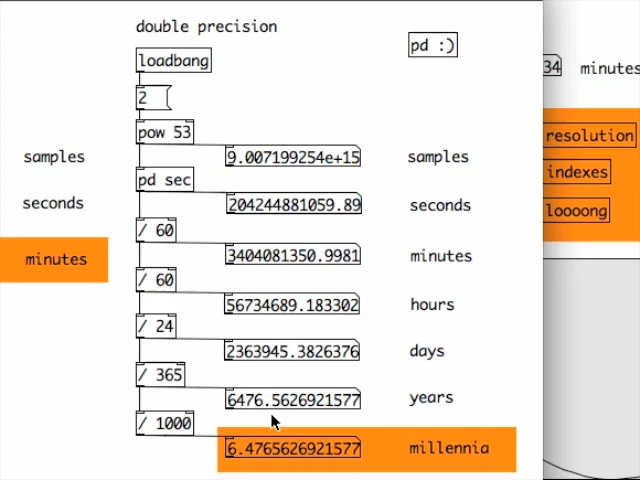 double precision
pd :)
loadbang
34 minutes
2
pow 53
resolution
samples 9.007199254e+15 samples
indexes
pd sec
seconds 204244881059.89 seconds
loooong
/ 60
minutes 3404081350.9981 minutes
/ 60
56734689.183302 hours
/ 24
2363945.3826376 days
/ 365
6476.5626921577 years
/ 1000
6.4765626921577 millennia